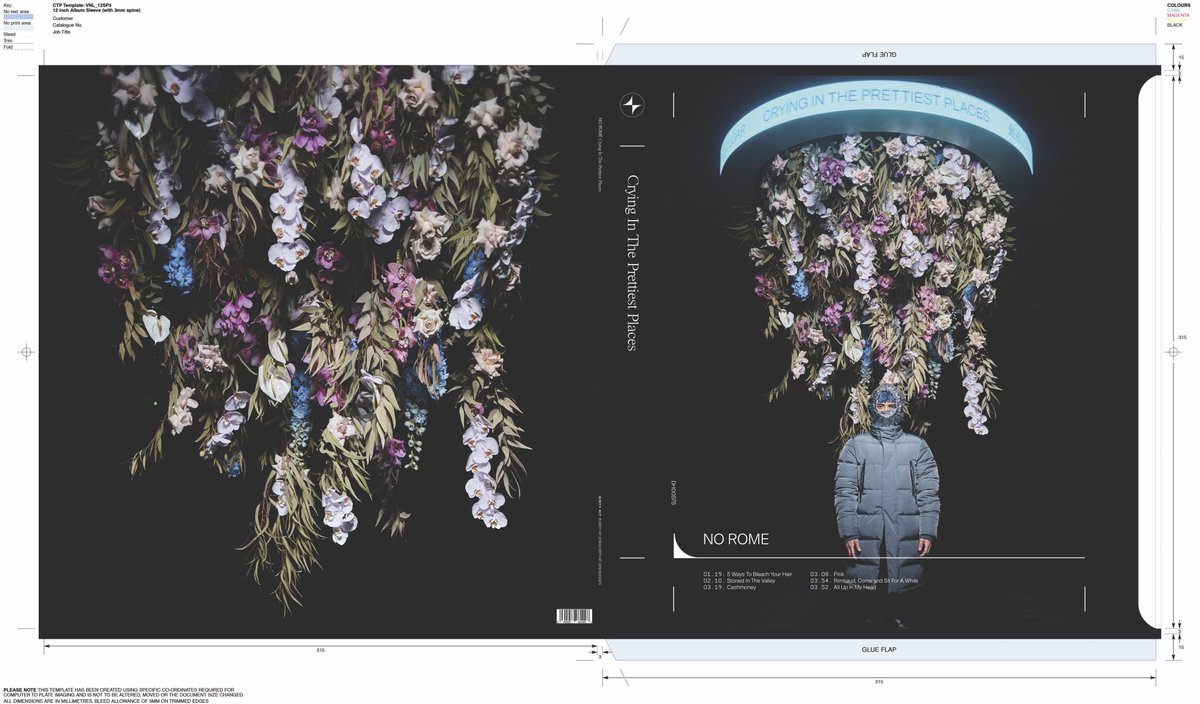 Key:
No text area
No print area
Bleed
Trim
Fold
CTP Template: VNL_12SP3
12 Inch Album Sleeve (with 3mm spine)
Customer
Catalogue No.
Job Title
COLOURS
CYAN
MAGENTA
BLACK
GLUE FLAP
15
3
NO ROME Crying In The Prettiest Places
Crying In The Prettiest Places
CRYING IN THE PRETTIEST PLACES
315
DH00575
NO ROME
01.19. 5 Ways To Bleach Your Hair
02.10. Stoned In The Valley
03.19. Cashmoney
03.08. Pink
03.54. Rimbaud, Come and Sit For A While
03.52. All Up In My Head
GLUE FLAP
3
15
315
3
315
PLEASE NOTE THIS TEMPLATE HAS BEEN CREATED USING SPECIFIC CO-ORDINATES REQUIRED FOR
COMPUTER TO PLATE IMAGING AND IS NOT TO BE ALTERED, MOVED OR THE DOCUMENT SIZE CHANGED.
ALL DIMENSIONS ARE IN MILLIMETRES. BLEED ALLOWANCE OF 3MM ON TRIMMED EDGES